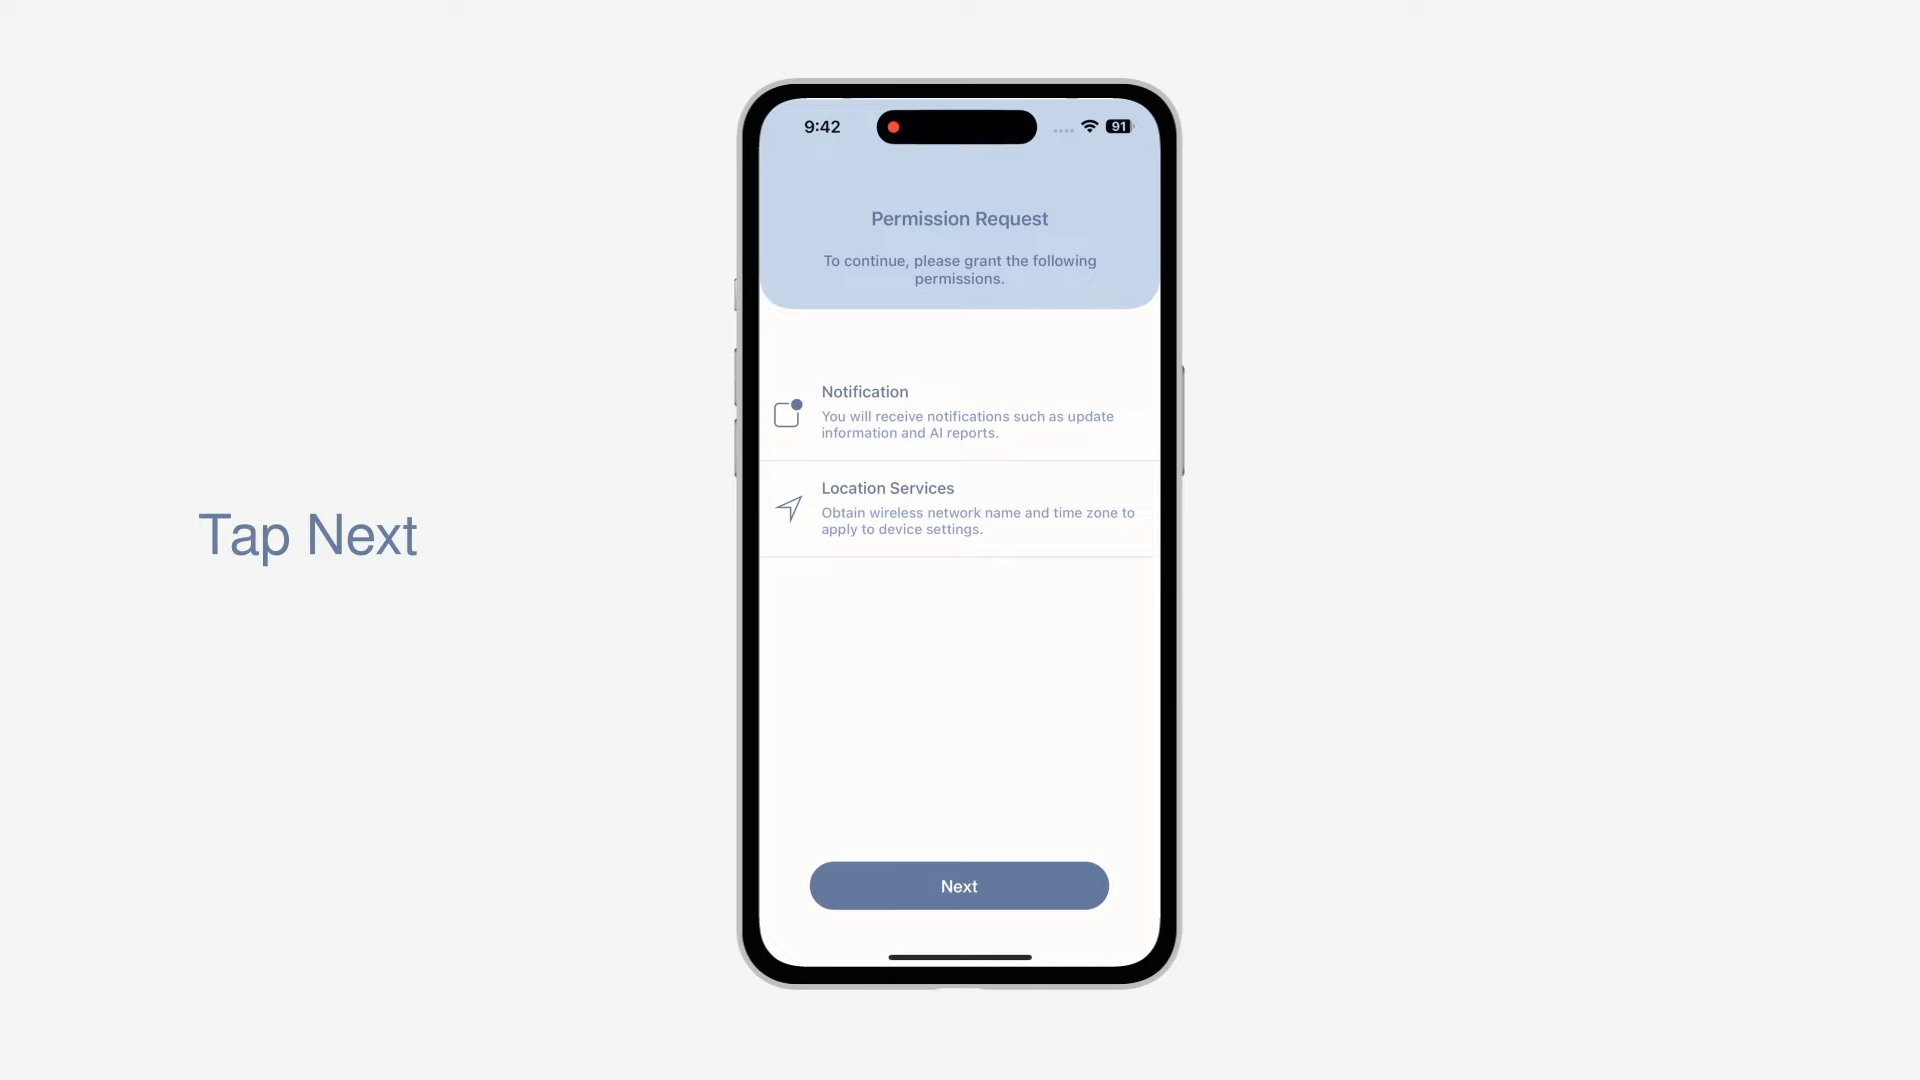 Tap Next
9:42
91
Permission Request
To continue, please grant the following
permissions.
Notification
You will receive notifications such as update
information and AI reports.
Location Services
Obtain wireless network name and time zone to
apply to device settings.
Next